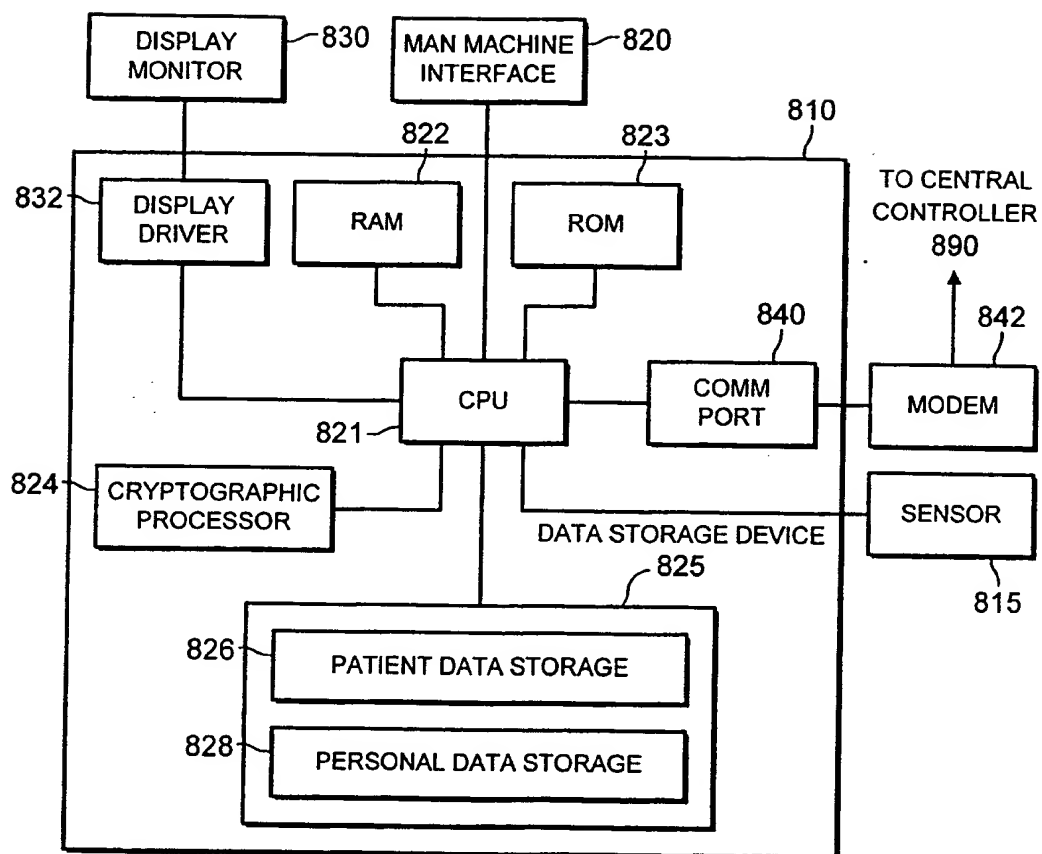 DISPLAY
MONITOR
830
MAN MACHINE
INTERFACE
820
810
822
823
832
DISPLAY
DRIVER
RAM
ROM
TO CENTRAL
CONTROLLER
890
840
842
CPU
821
COMM
PORT
MODEM
824
CRYPTOGRAPHIC
PROCESSOR
SENSOR
815
DATA STORAGE DEVICE
825
826
PATIENT DATA STORAGE
828
PERSONAL DATA STORAGE